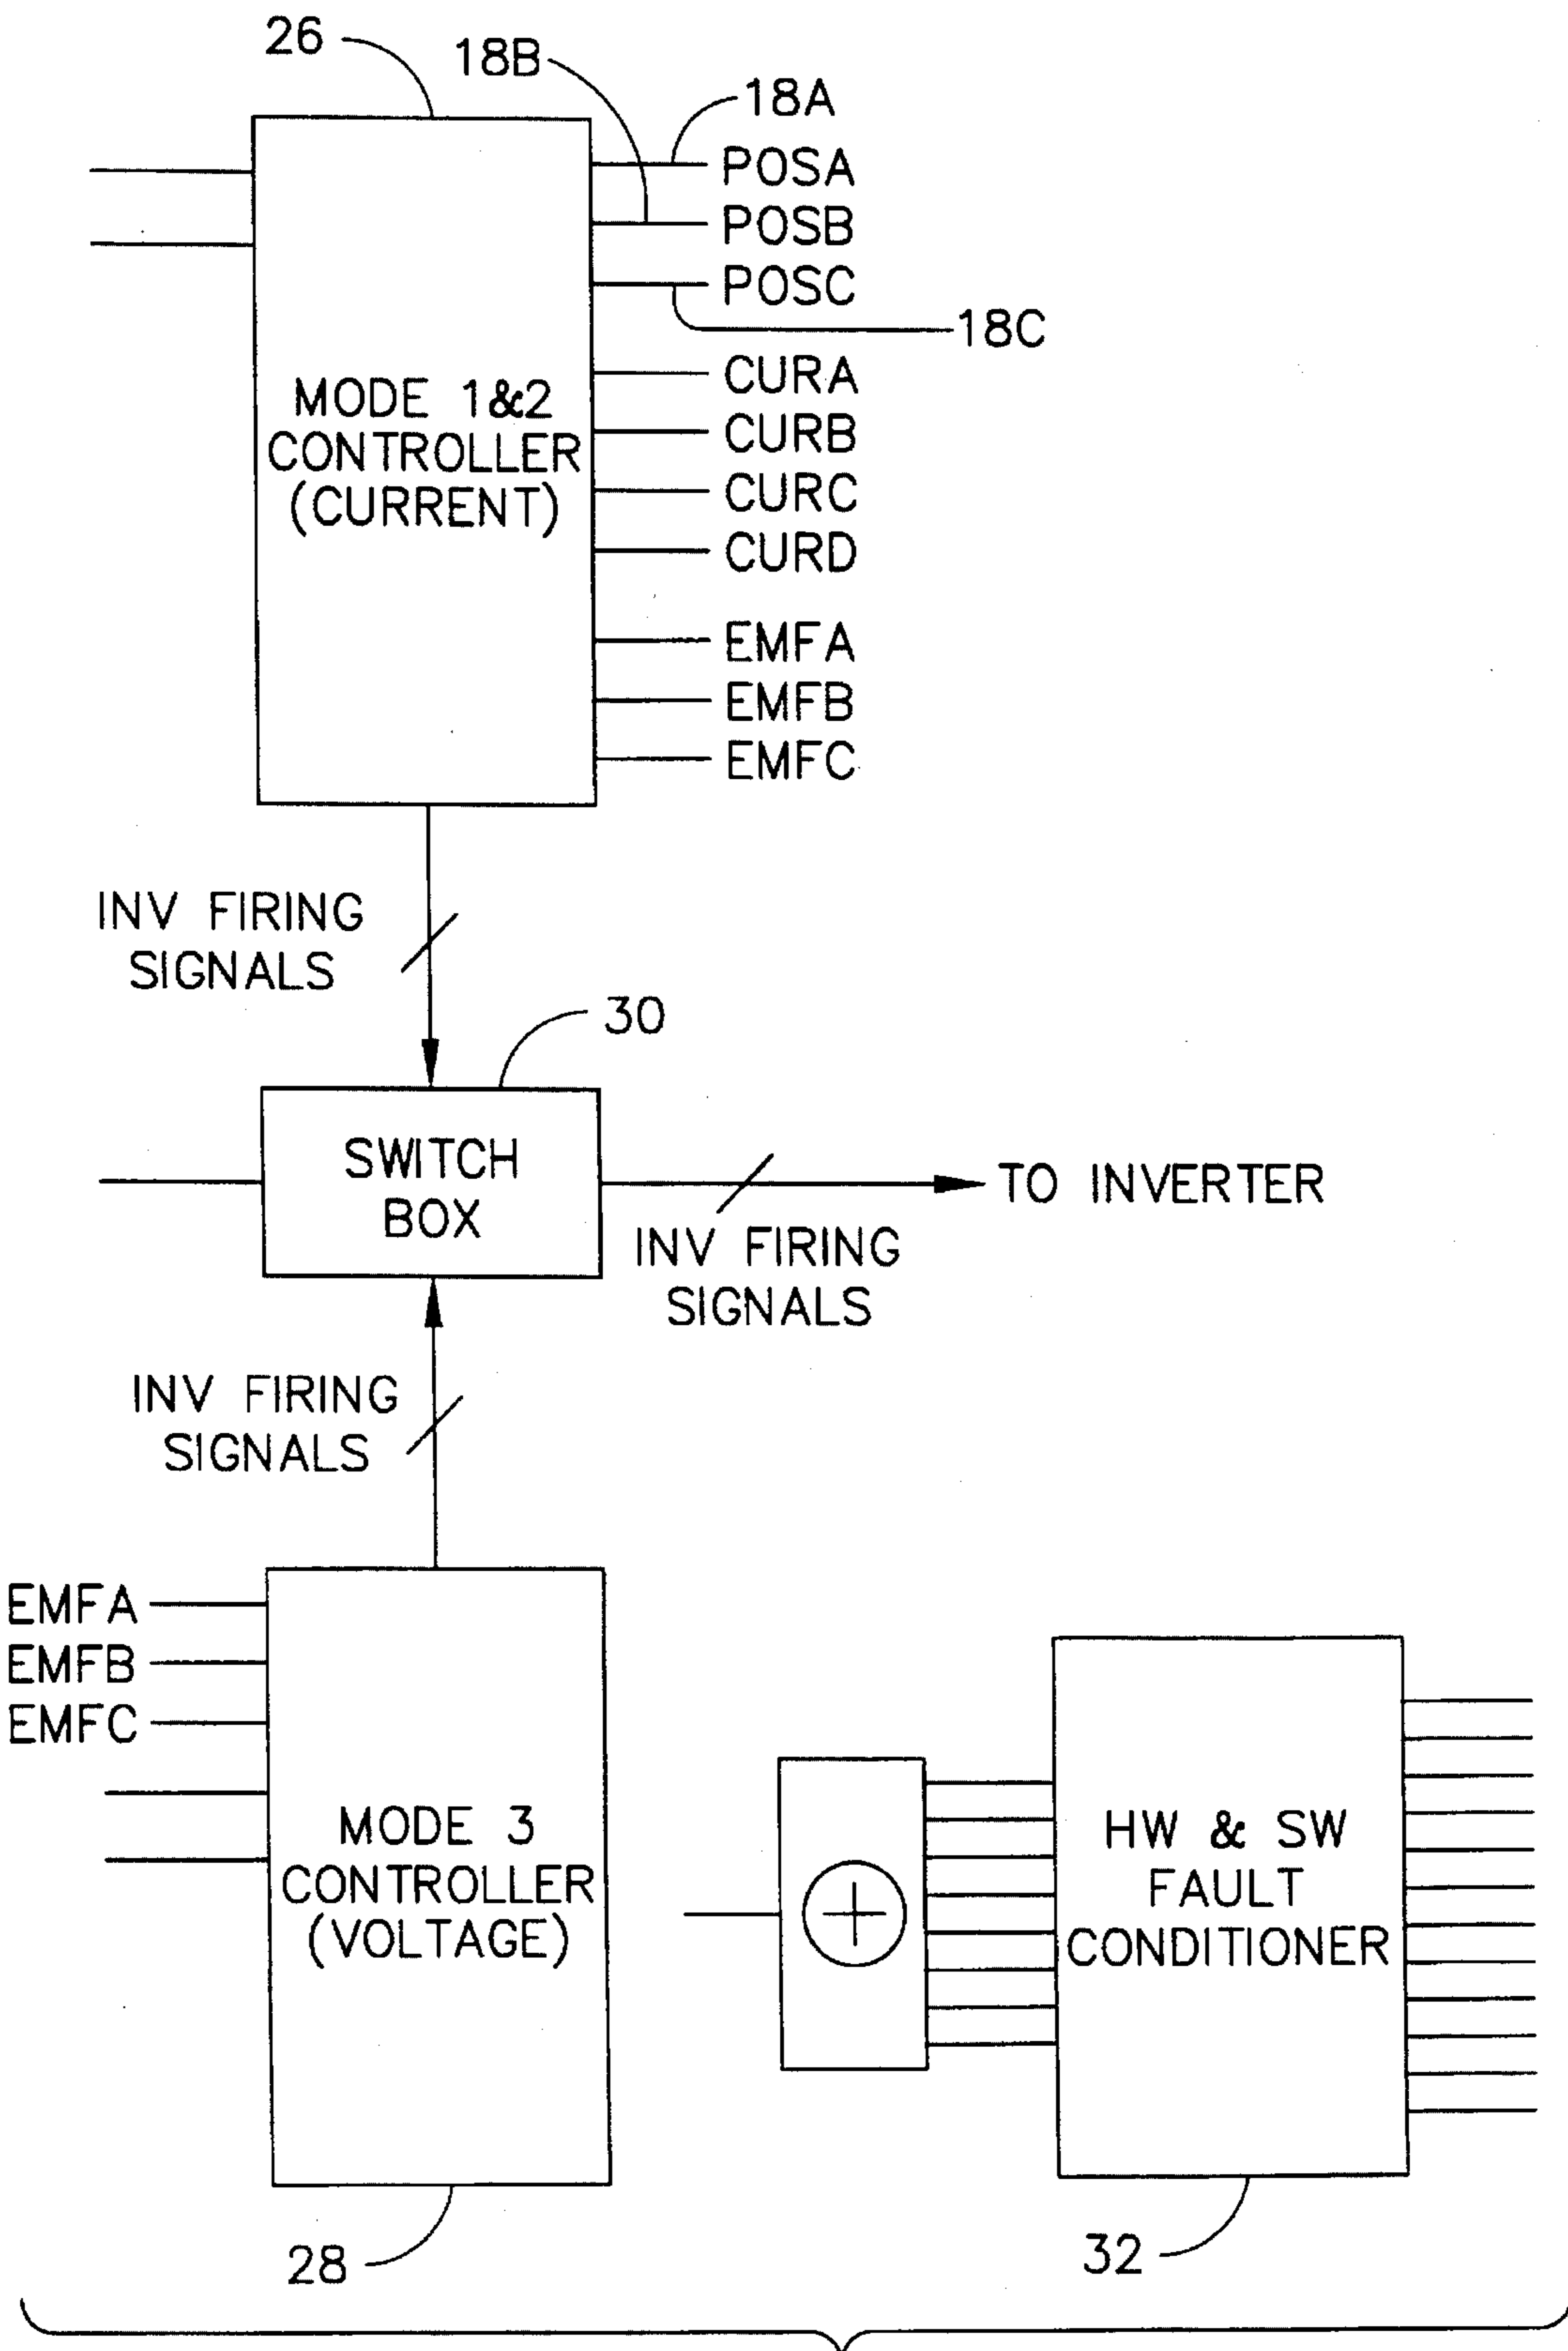 26
18B
18A
POSA
POSB
POSC
18C
MODE 1&2
CONTROLLER
(CURRENT)
CURA
CURB
CURC
CURD
EMFA
EMFB
EMFC
INV FIRING
SIGNALS
30
SWITCH
BOX
TO INVERTER
INV FIRING
SIGNALS
INV FIRING
SIGNALS
EMFA
EMFB
EMFC
MODE 3
CONTROLLER
(VOLTAGE)
28
HW & SW
FAULT
CONDITIONER
32